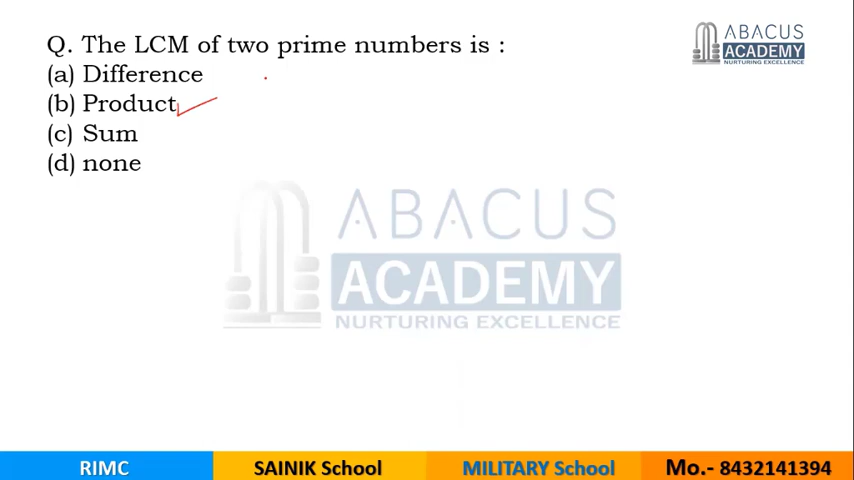 Q. The LCM of two prime numbers is :
(a) Difference
(b) Product
(c) Sum
(d) none
ABACUS
ACADEMY
NURTURING EXCELLENCE
ABACUS
ACADEMY
NURTURING EXCELLENCE
RIMC
SAINIK School
MILITARY School
Mo.- 8432141394